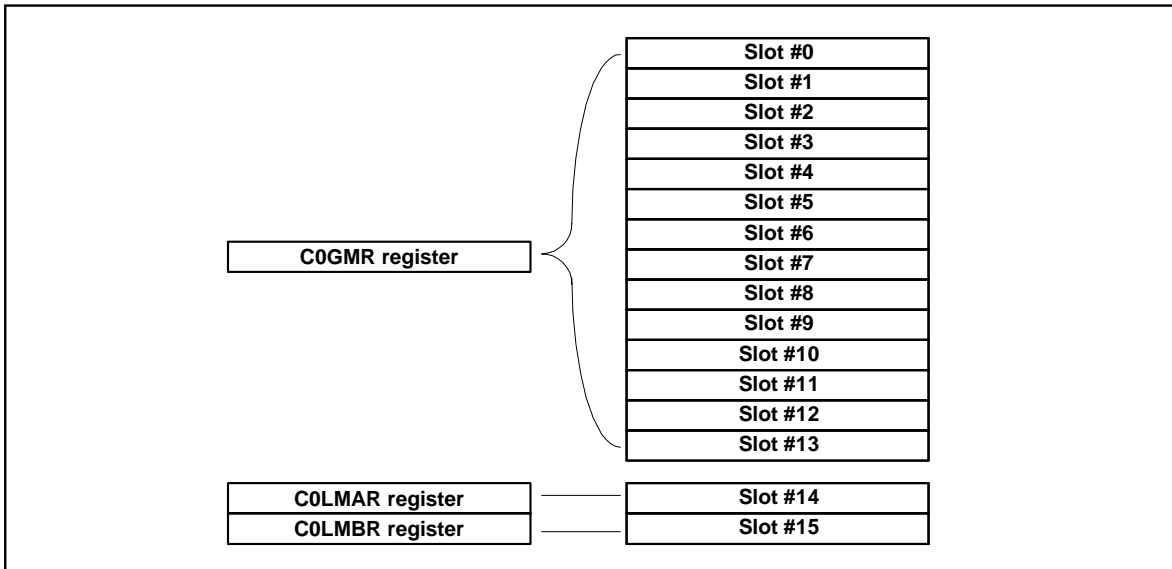 Slot #0
Slot #1
Slot #2
Slot #3
Slot #4
Slot #5
Slot #6
C0GMR register
Slot #7
Slot #8
Slot #9
Slot #10
Slot #11
Slot #12
Slot #13
C0LMAR register
Slot #14
C0LMBR register
Slot #15